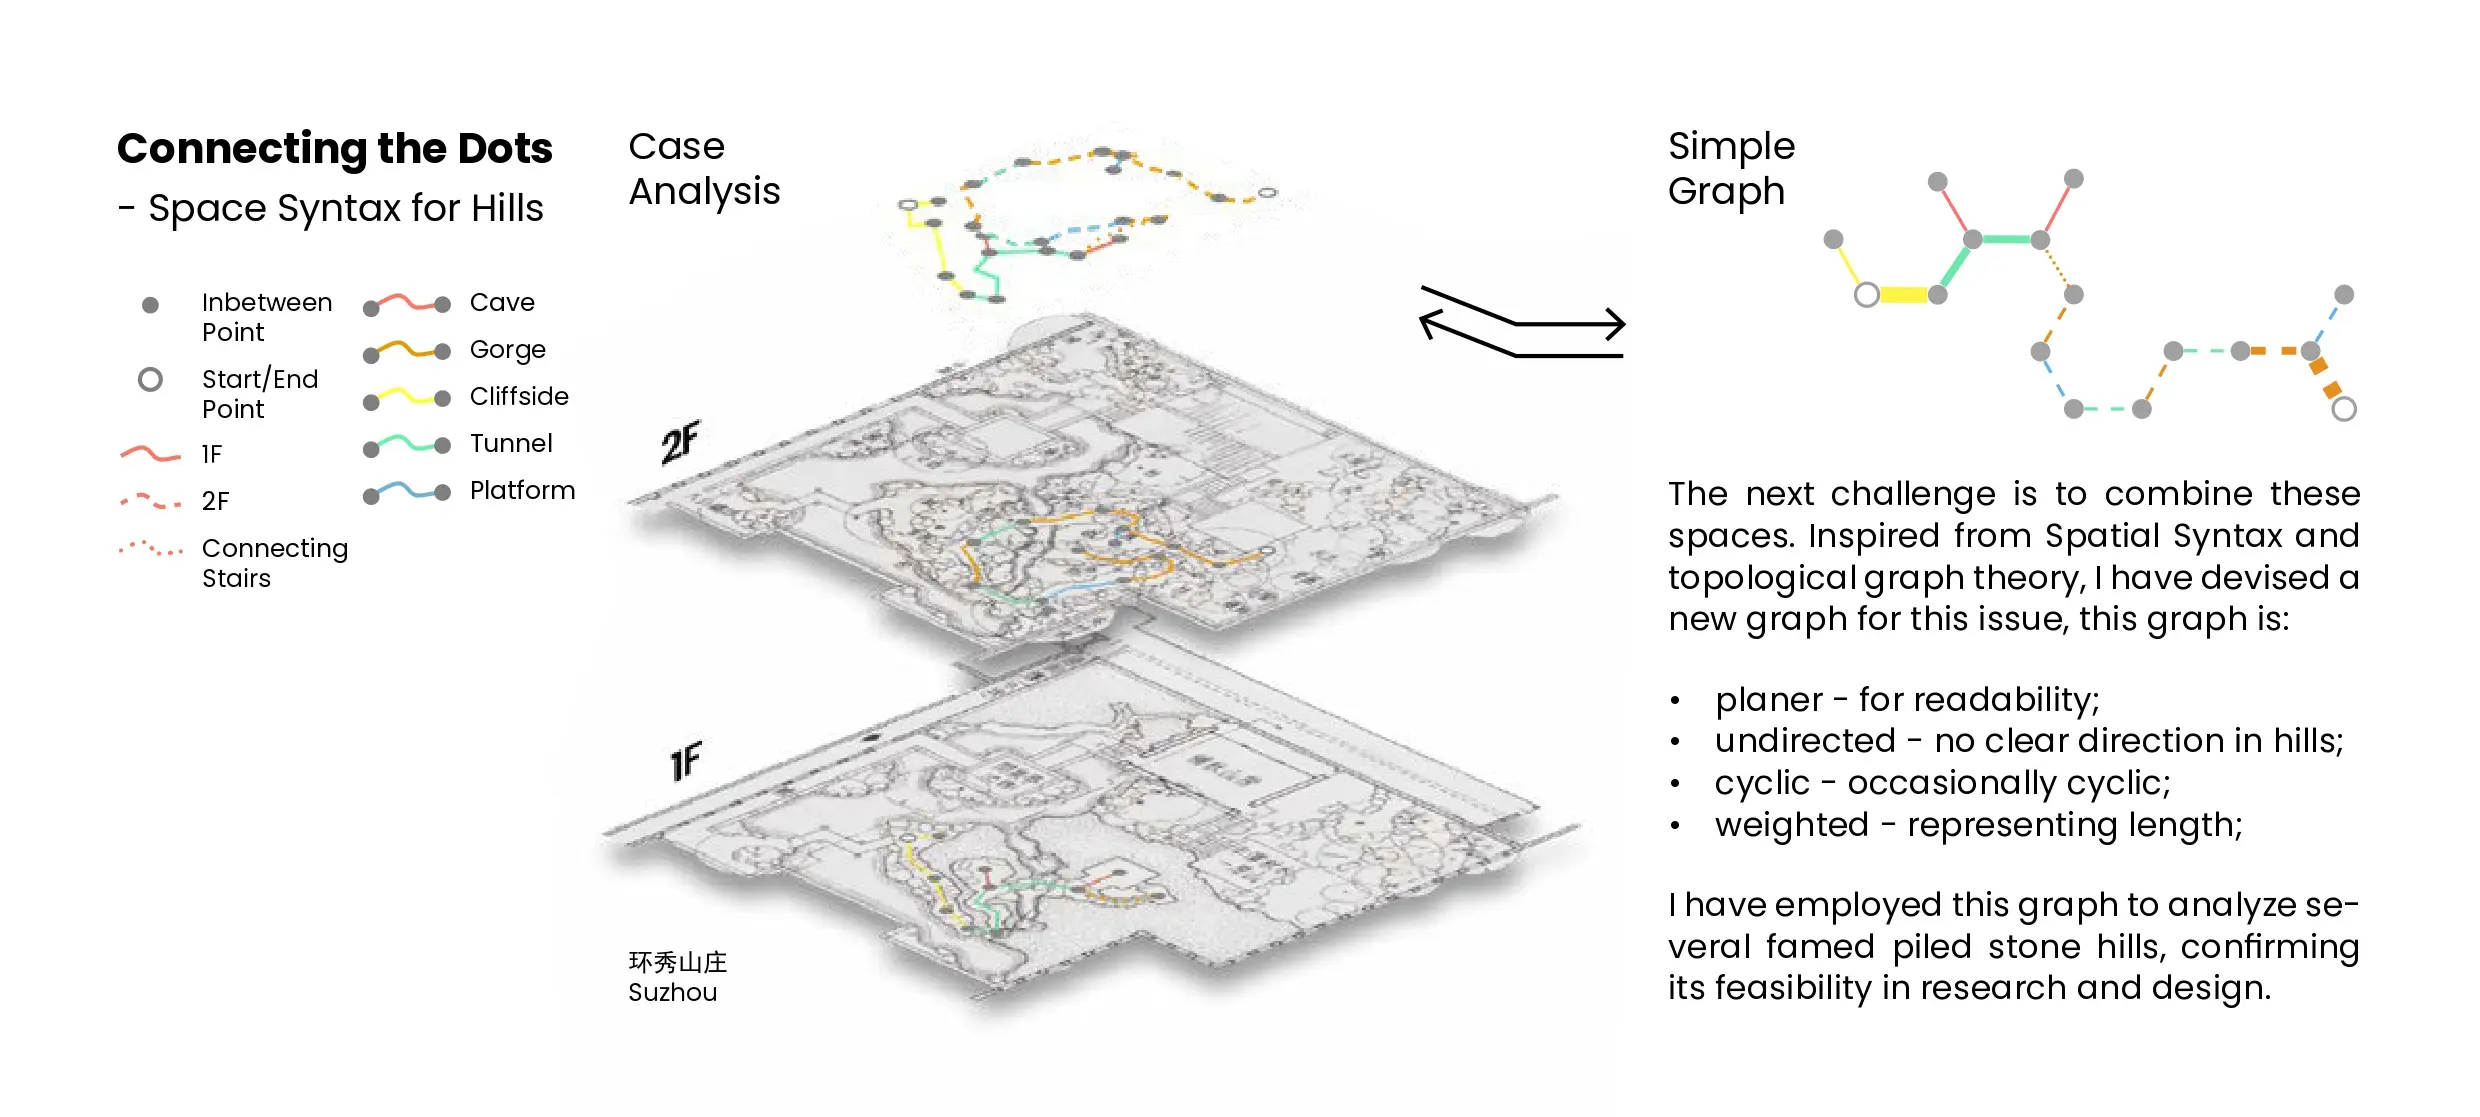 Connecting the Dots
- Space Syntax for Hills
Inbetween
Point
Start/End
Point
1F
2F
Connecting
Stairs
Cave
Gorge
Cliffside
Tunnel
Platform
Case
Analysis
2F
1F
环秀山庄
Suzhou
Simple
Graph
The next challenge is to combine these
spaces. Inspired from Spatial Syntax and
topological graph theory, I have devised a
new graph for this issue, this graph is:
• planer - for readability;
• undirected - no clear direction in hills;
• cyclic - occasionally cyclic;
• weighted - representing length;
I have employed this graph to analyze se-
veral famed piled stone hills, confirming
its feasibility in research and design.